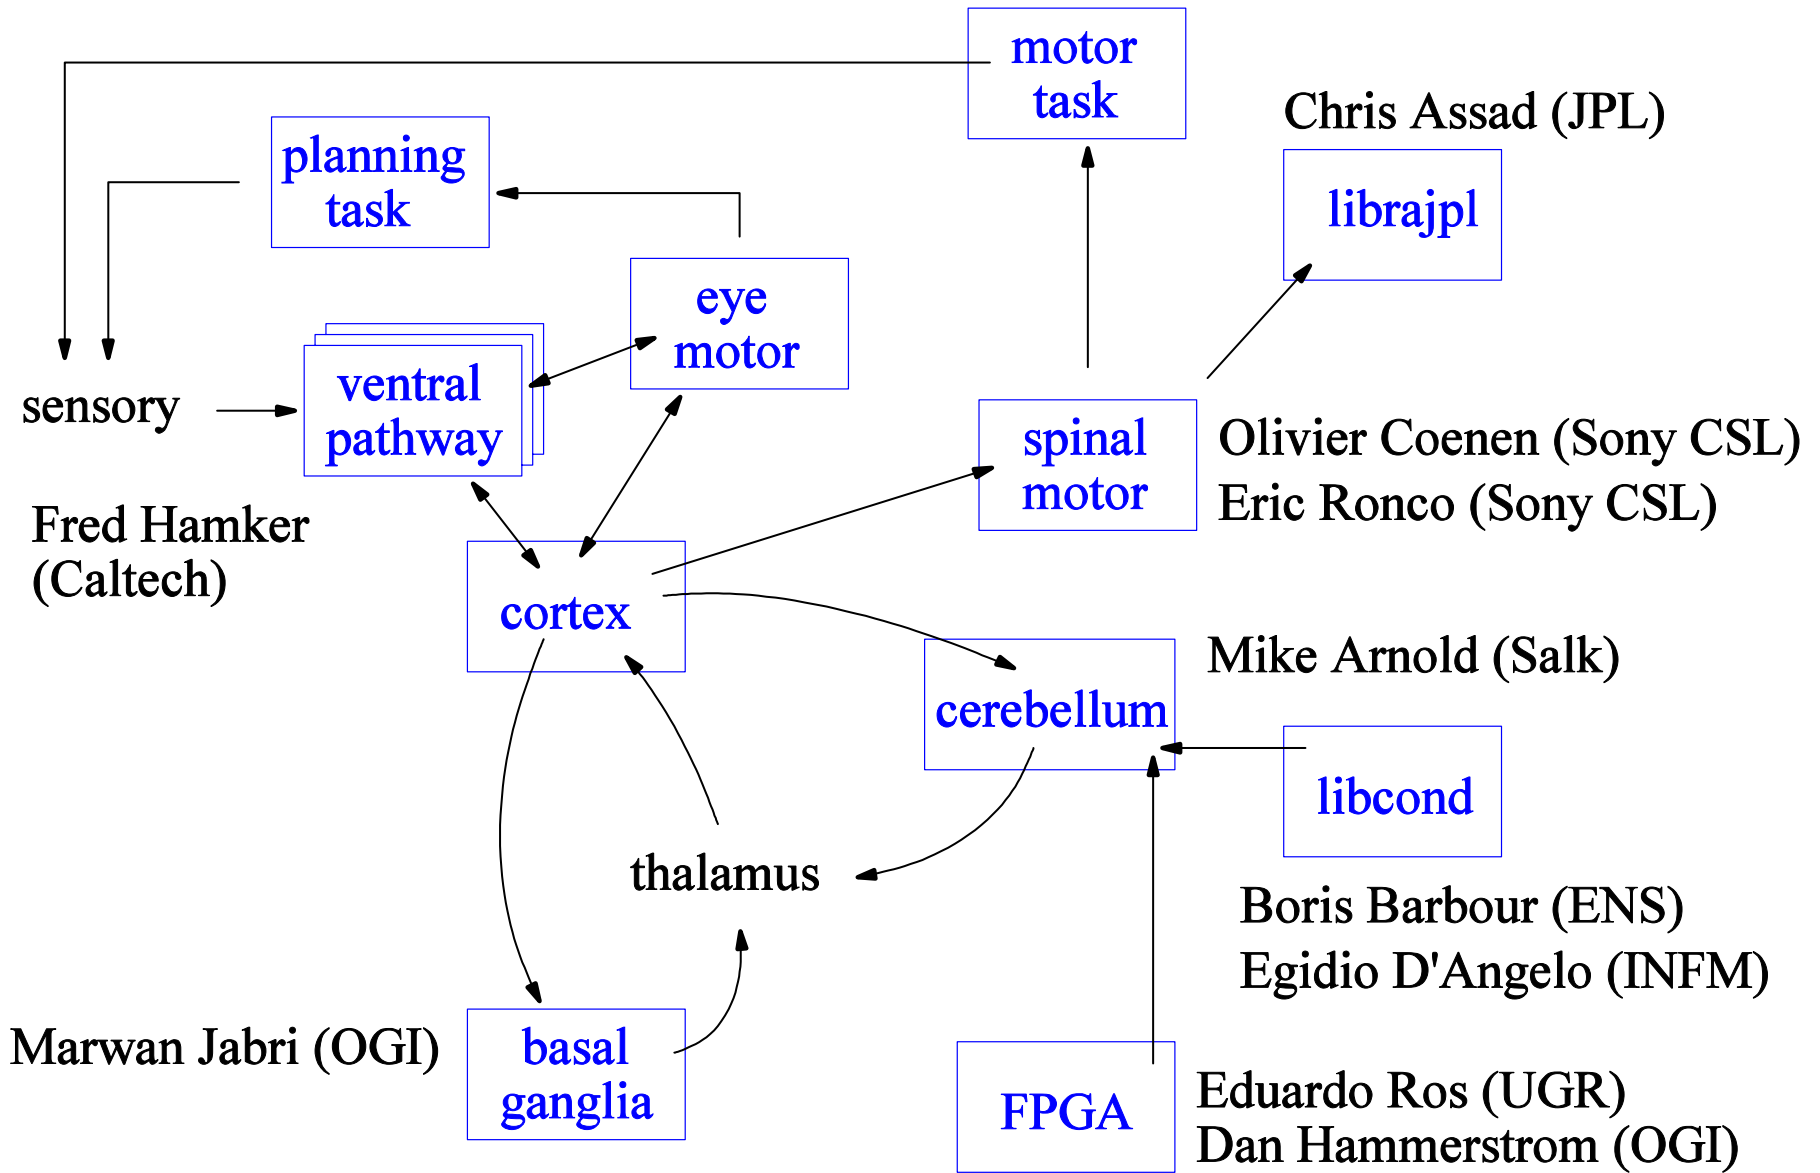 motor
task
Chris Assad (JPL)
planning
task
librajpl
eye
motor
sensory
ventral
pathway
spinal
motor
Olivier Coenen (Sony CSL)
Eric Ronco (Sony CSL)
Fred Hamker
(Caltech)
cortex
Mike Arnold (Salk)
cerebellum
libcond
thalamus
Boris Barbour (ENS)
Egidio D'Angelo (INFM)
Marwan Jabri (OGI)
basal
ganglia
FPGA
Eduardo Ros (UGR)
Dan Hammerstrom (OGI)